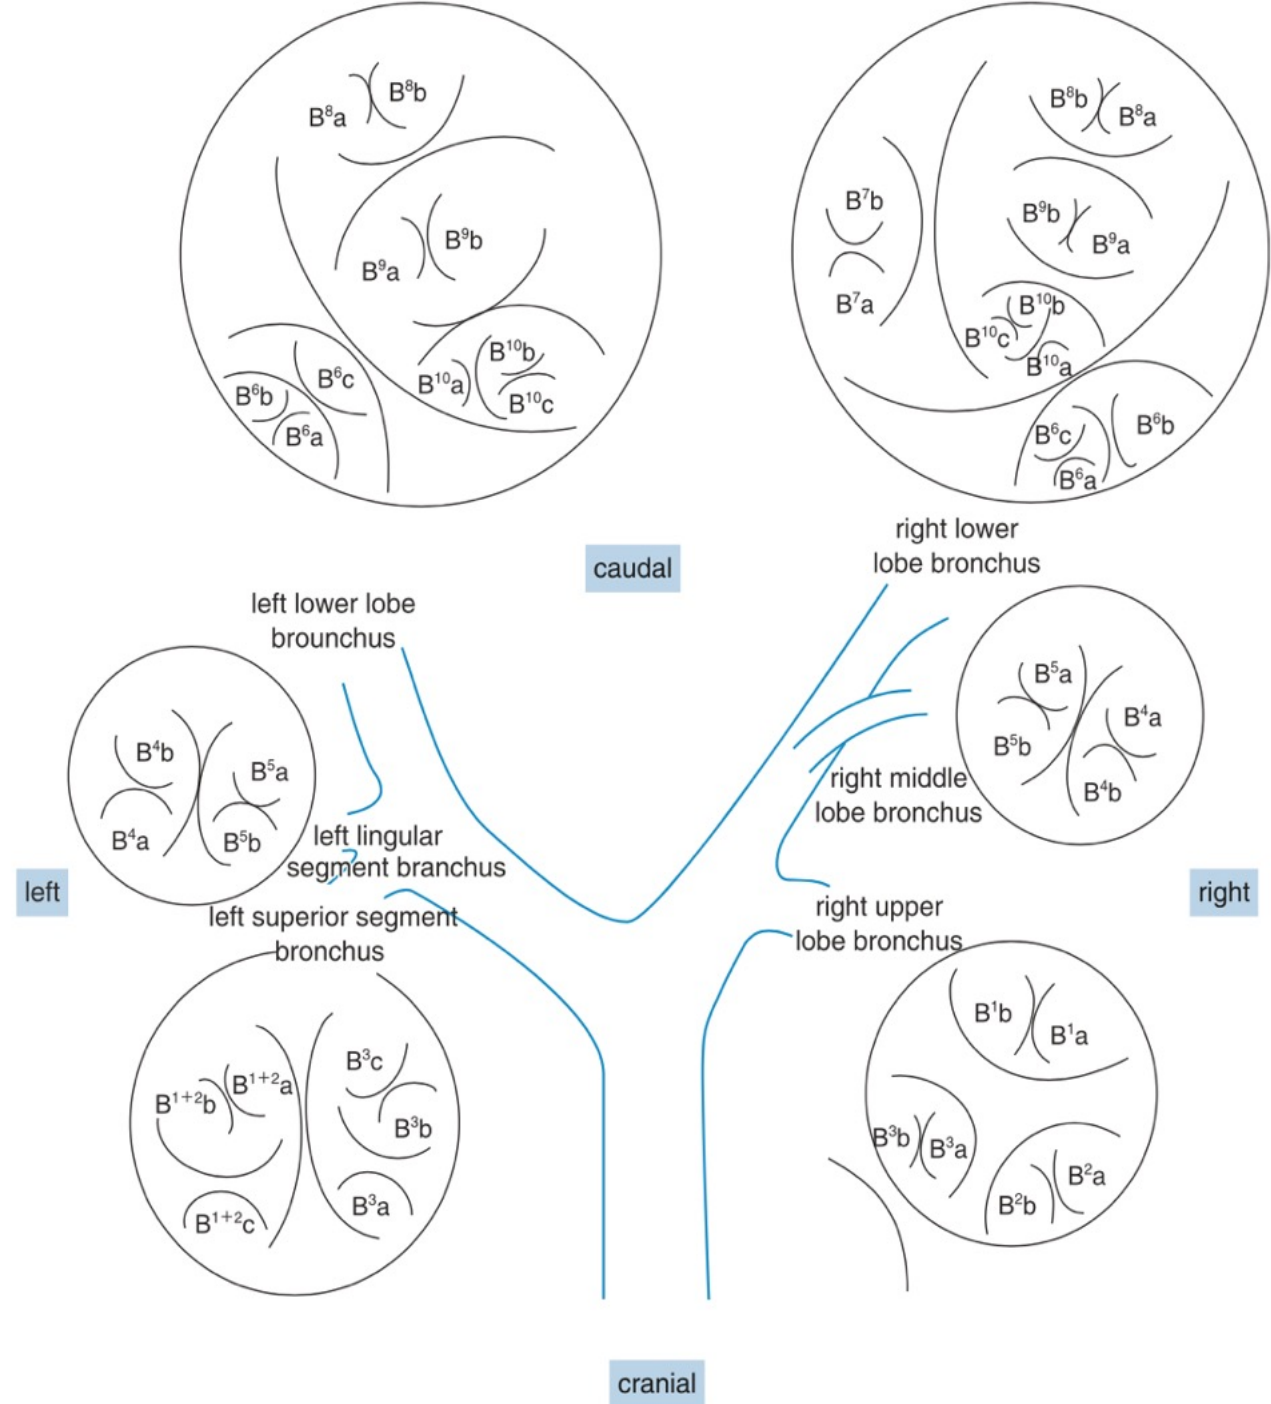 B⁸b
B⁸a
B⁹b
B⁹a
B¹⁰b
B¹⁰a
B¹⁰c
B⁶c
B⁶b
B⁶a
B⁸b
B⁸a
B⁷b
B⁹b
B⁹a
B⁷a
B¹⁰b
B¹⁰c
B¹⁰a
B⁶c
B⁶b
B⁶a
caudal
right lower
lobe bronchus
left lower lobe
brounchus
B⁴b
B⁵a
B⁴a
B⁵b
B⁵a
B⁴a
B⁵b
B⁴b
right middle
lobe bronchus
left lingular
segment branchus
left
right
left superior segment
bronchus
right upper
lobe bronchus
B³c
B¹⁺²a
B¹⁺²b
B³b
B³a
B¹⁺²c
B¹b
B¹a
B³b
B³a
B²a
B²b
cranial